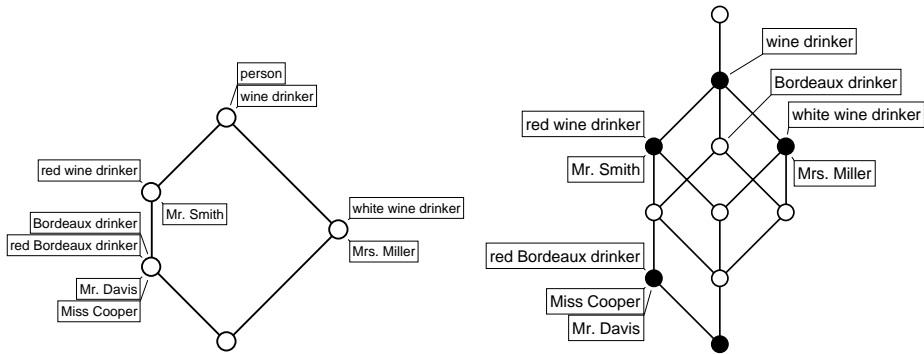 person
wine drinker
red wine drinker
Mr. Smith
Bordeaux drinker
red Bordeaux drinker
Mr. Davis
Miss Cooper
white wine drinker
Mrs. Miller
wine drinker
Bordeaux drinker
white wine drinker
red wine drinker
Mr. Smith
Mrs. Miller
red Bordeaux drinker
Miss Cooper
Mr. Davis